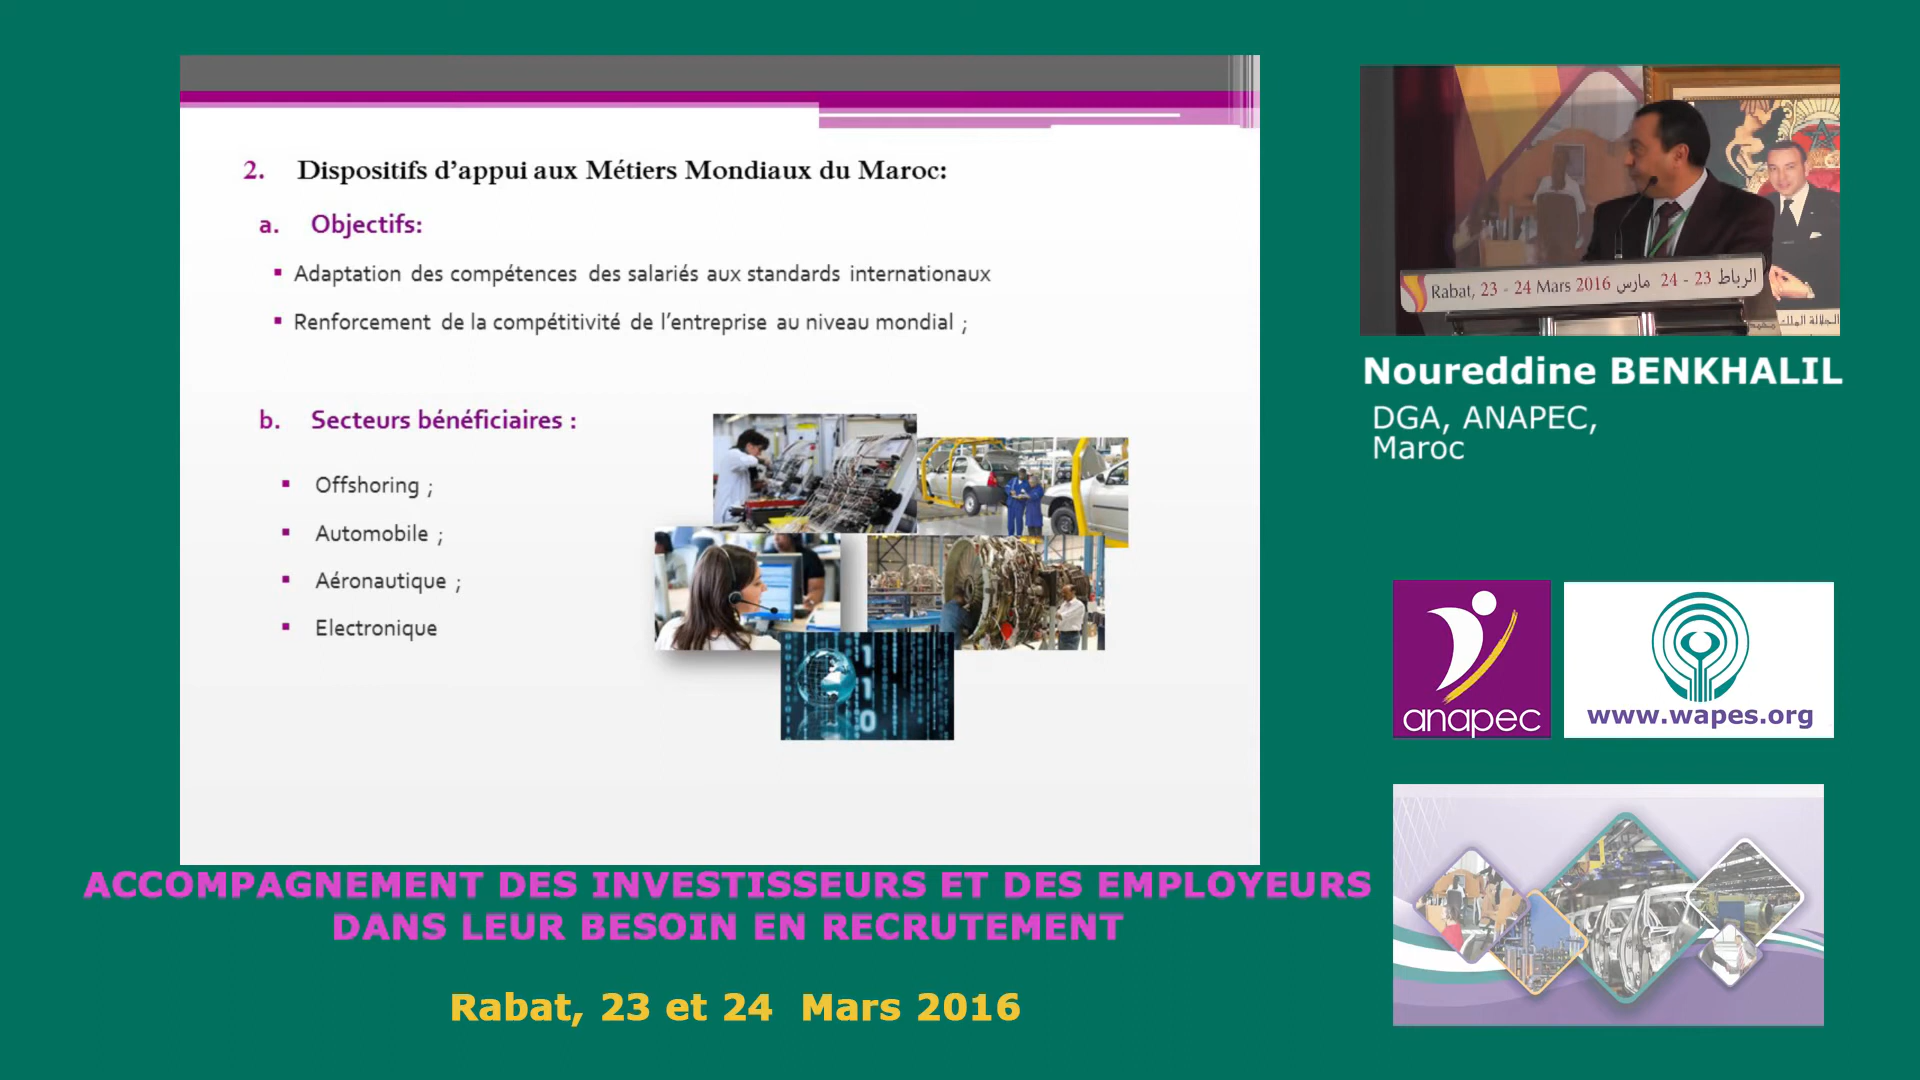 2. Dispositifs d’appui aux Métiers Mondiaux du Maroc:
a. Objectifs:
▪ Adaptation des compétences des salariés aux standards internationaux
▪ Renforcement de la compétitivité de l’entreprise au niveau mondial ;
b. Secteurs bénéficiaires :
▪ Offshoring ;
▪ Automobile ;
▪ Aéronautique ;
▪ Electronique
110
Rabat, 23 - 24 Mars 2016 الرباط 23 - 24 مارس
Noureddine BENKHALIL
DGA, ANAPEC,
Maroc
anapec
www.wapes.org
ACCOMPAGNEMENT DES INVESTISSEURS ET DES EMPLOYEURS
DANS LEUR BESOIN EN RECRUTEMENT
Rabat, 23 et 24 Mars 2016